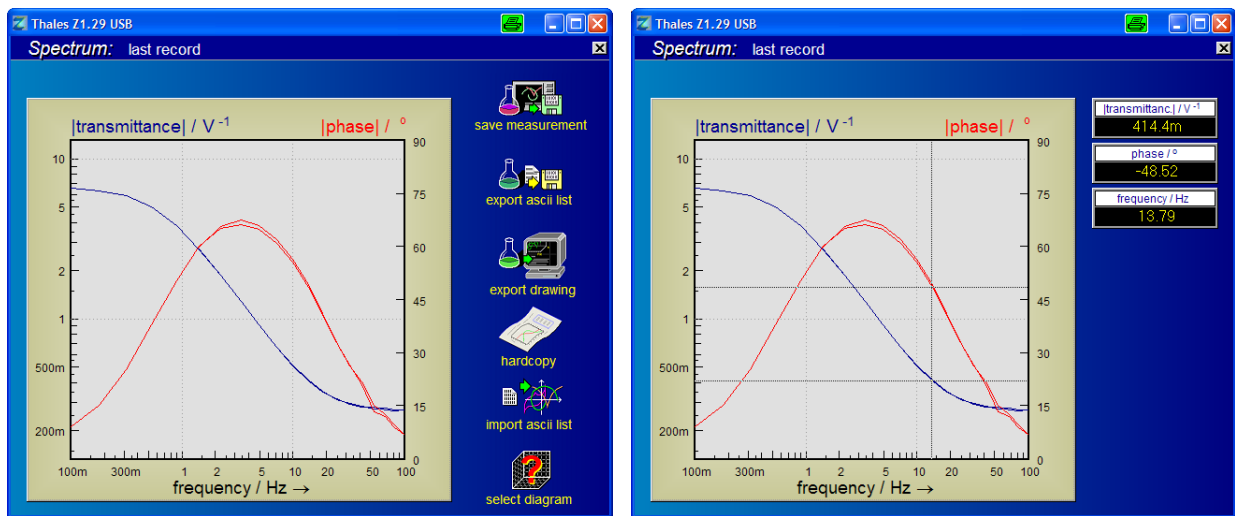 Thales Z1.29 USB
Spectrum: last record
|transmittance| / V -1
|phase| / °
10
5
2
1
500m
200m
90
75
60
45
30
15
0
100m 300m 1 2 5 10 20 50 100
frequency / Hz →
save measurement
export ascii list
export drawing
hardcopy
import ascii list
select diagram
Thales Z1.29 USB
Spectrum: last record
|transmittance| / V -1
|phase| / °
10
5
2
1
500m
200m
90
75
60
45
30
15
0
100m 300m 1 2 5 10 20 50 100
frequency / Hz →
|transmittanc.| / V -1
414.4m
phase / °
-48.52
frequency / Hz
13.79